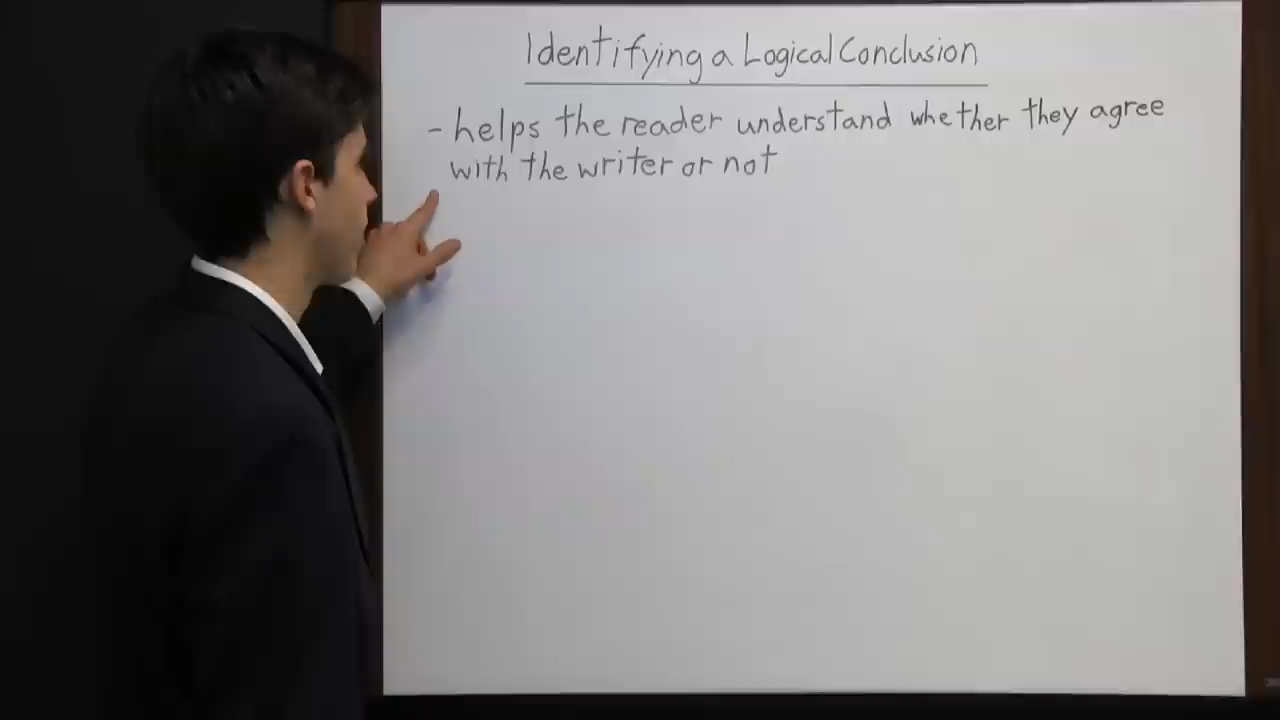 Identifying a Logical Conclusion
- helps the reader understand whether they agree
with the writer or not